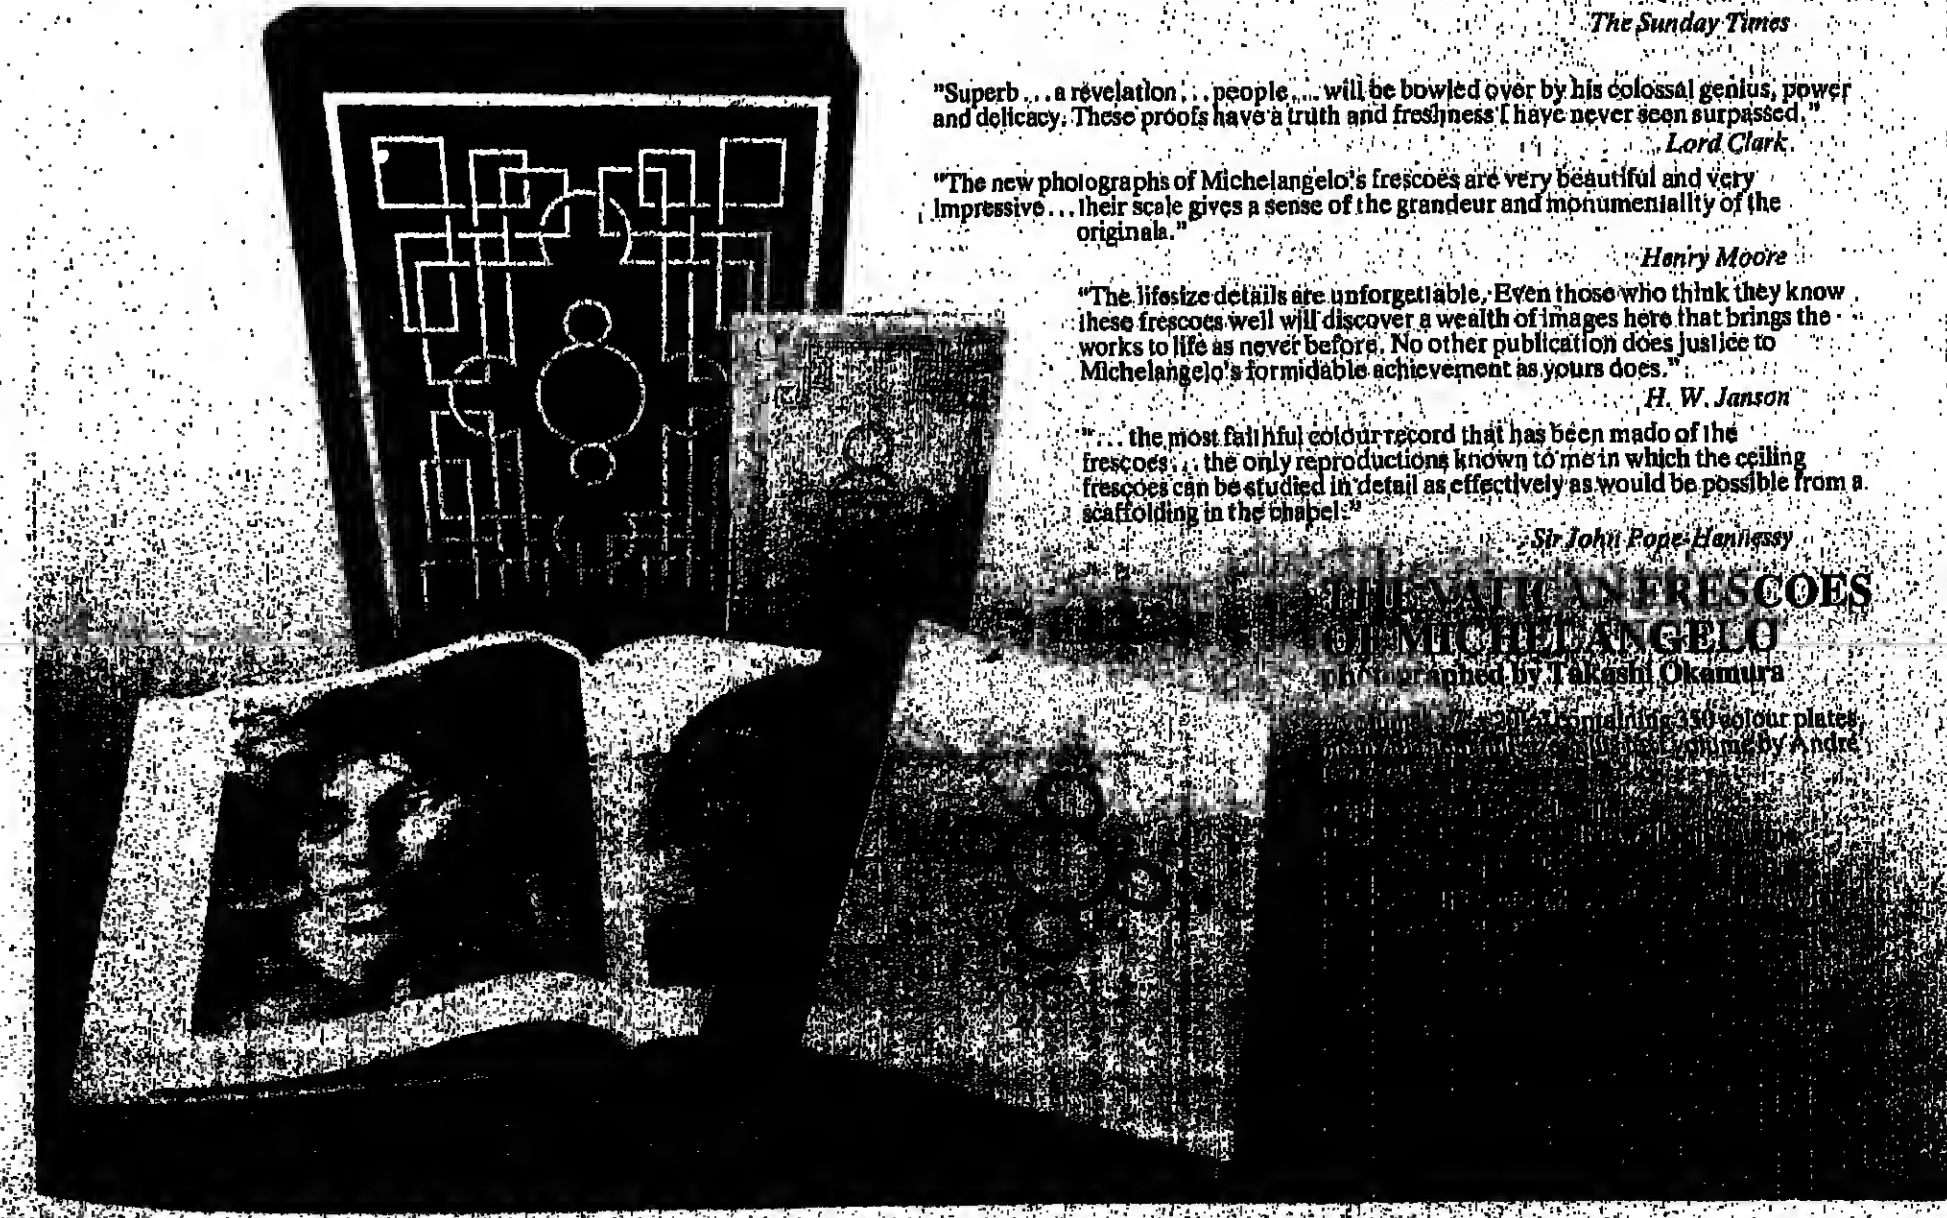 The Sunday Times
"Superb...a revelation...people....will be bowled over by his colossal genius, power
and delicacy. These proofs have a truth and freshness I have never seen surpassed."
Lord Clark
"The new photographs of Michelangelo's frescoes are very beautiful and very
impressive...their scale gives a sense of the grandeur and monumentality of the
originals."
Henry Moore
"The lifesize details are unforgettable. Even those who think they know
these frescoes well will discover a wealth of images here that brings the
works to life as never before. No other publication does justice to
Michelangelo's formidable achievement as yours does."
H. W. Janson
"...the most faithful colour record that has been made of the
frescoes...the only reproductions known to me in which the ceiling
frescoes can be studied in detail as effectively as would be possible from a
scaffolding in the chapel."
Sir John Pope-Hennessy
THE VATICAN FRESCOES
OF MICHELANGELO
photographed by Takashi Okamura
containing 350 colour plates,
volume by André